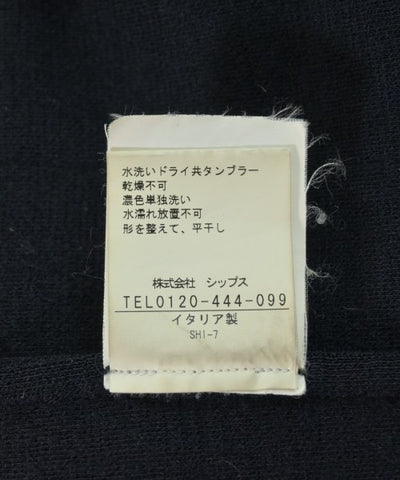 水洗いドライ共タンブラー
乾燥不可
濃色単独洗い
水濡れ放置不可
形を整えて、平干し
株式会社 シップス
TEL0120-444-099
イタリア製
SHI-7